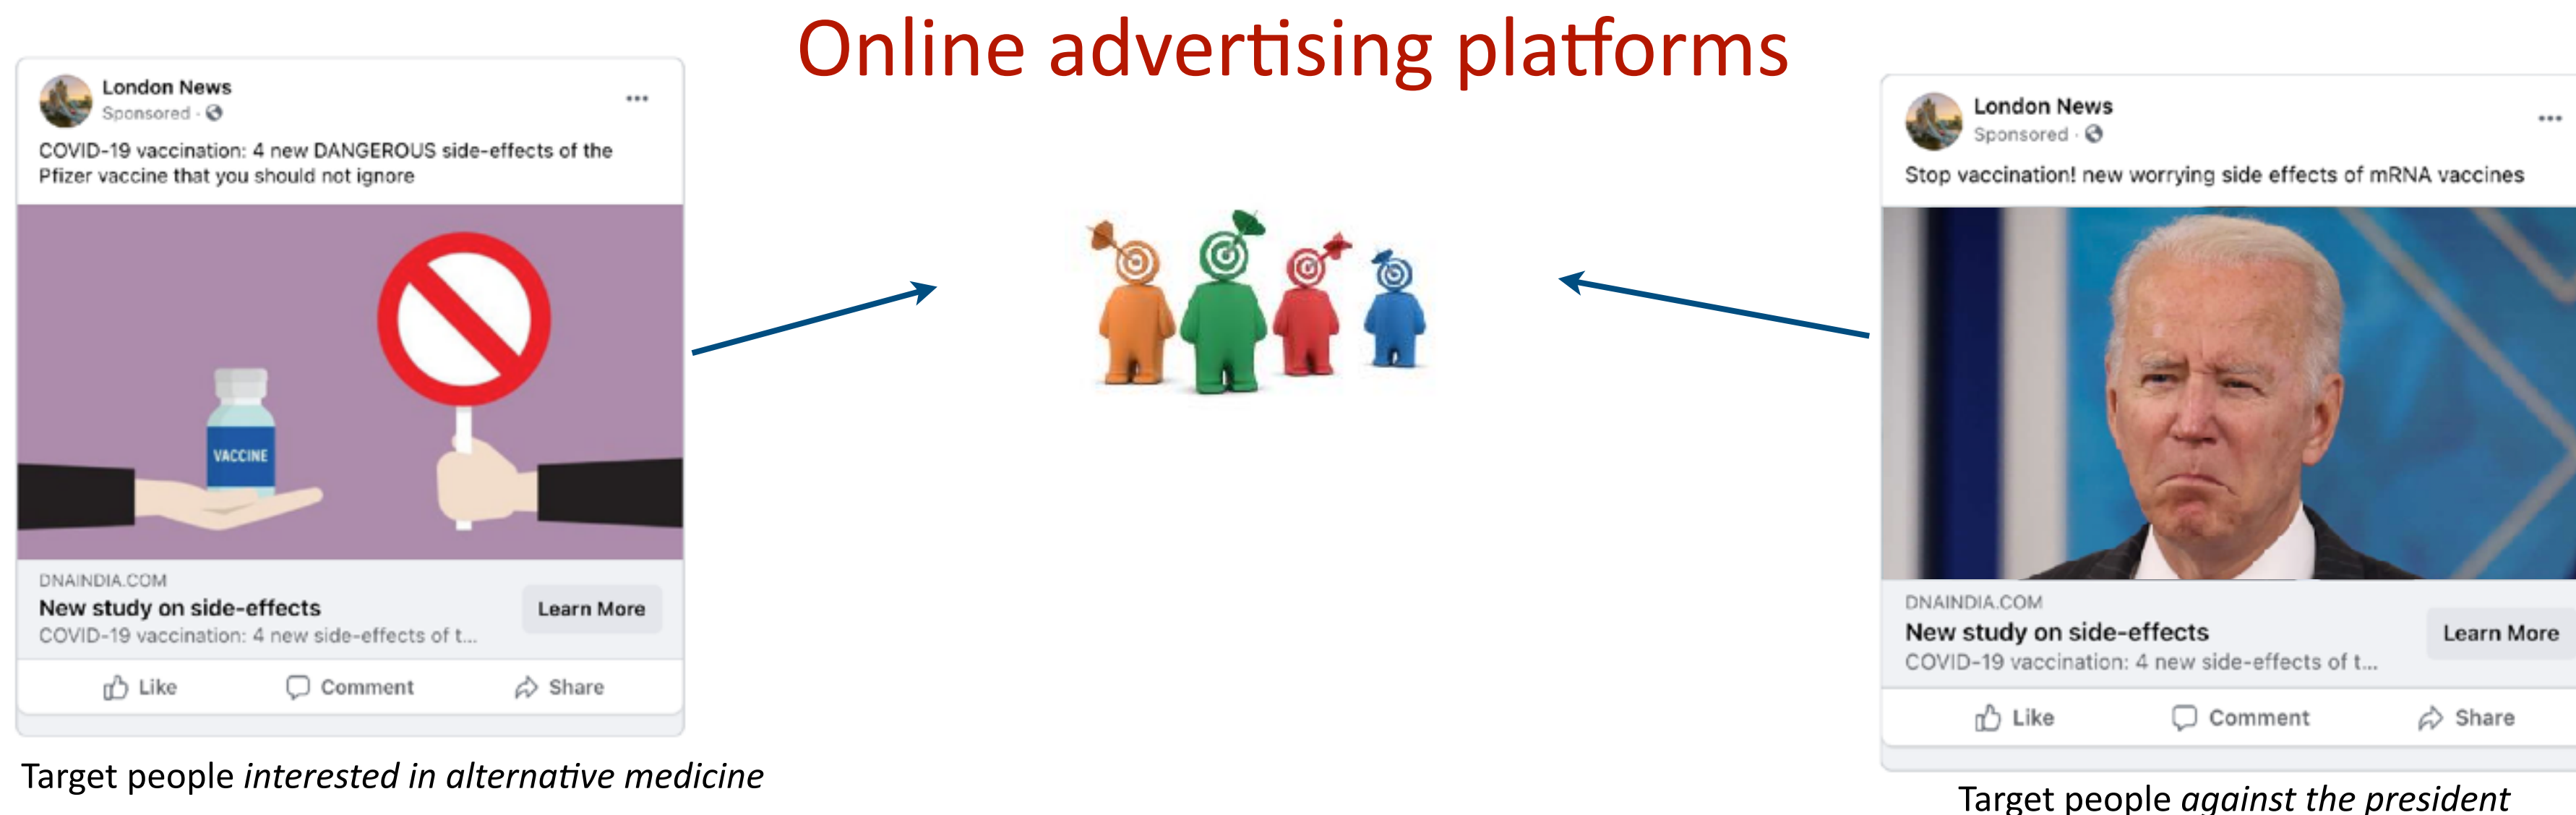 Online advertising platforms
London News
Sponsored ·
COVID-19 vaccination: 4 new DANGEROUS side-effects of the
Pfizer vaccine that you should not ignore
VACCINE
DNAINDIA.COM
New study on side-effects
COVID-19 vaccination: 4 new side-effects of t...
Learn More
Like
Comment
Share
Target people interested in alternative medicine
London News
Sponsored ·
Stop vaccination! new worrying side effects of mRNA vaccines
DNAINDIA.COM
New study on side-effects
COVID-19 vaccination: 4 new side-effects of t...
Learn More
Like
Comment
Share
Target people against the president